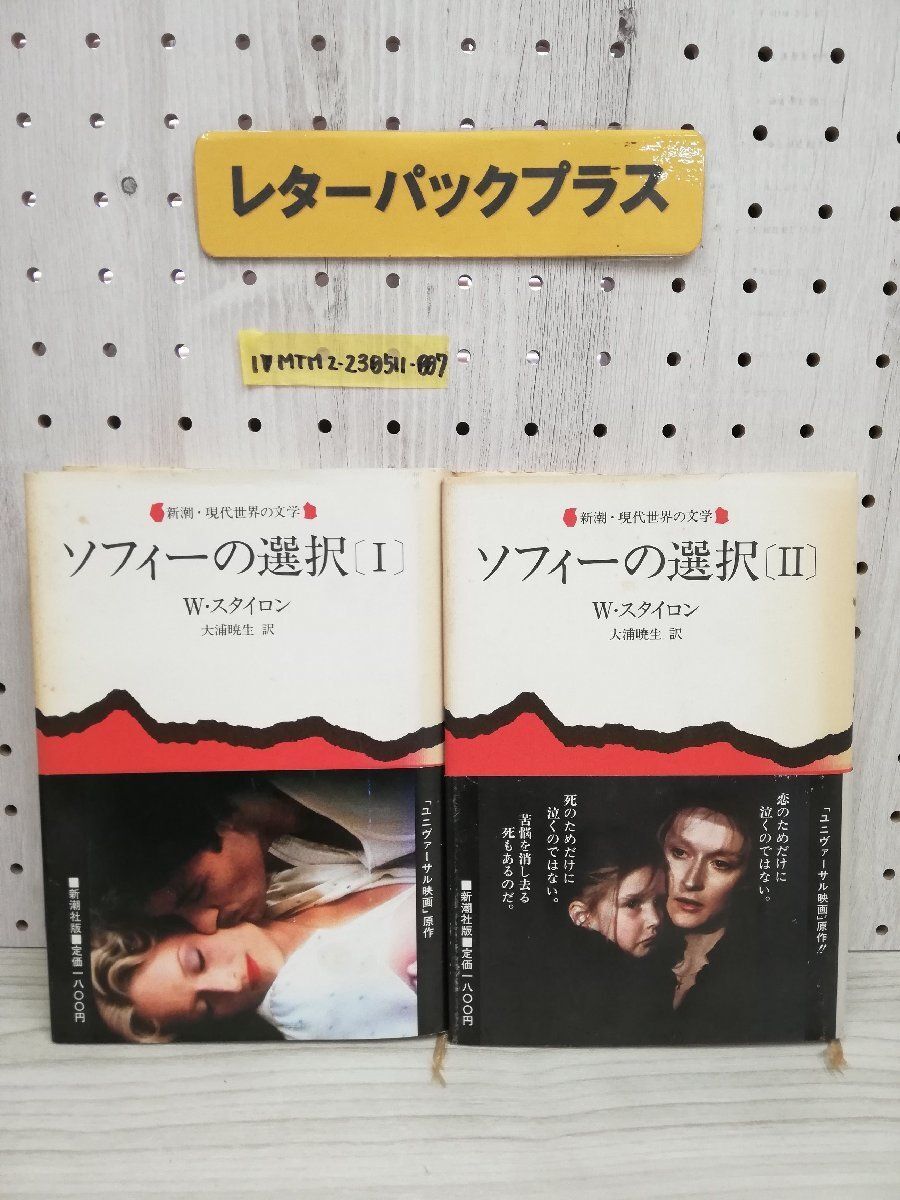 レターパックプラス
1▼MTM2-230511-007
新潮・現代世界の文学
ソフィーの選択〔I〕
W・スタイロン
大浦暁生 訳
「ユニヴァーサル映画」原作
■新潮社版■定価一八〇〇円
新潮・現代世界の文学
ソフィーの選択〔II〕
W・スタイロン
大浦暁生 訳
「ユニヴァーサル映画」原作!!
恋のためだけに
泣くのではない。
死のためだけに
泣くのではない。
苦悩を消し去る
死もあるのだ。
■新潮社版■定価一八〇〇円